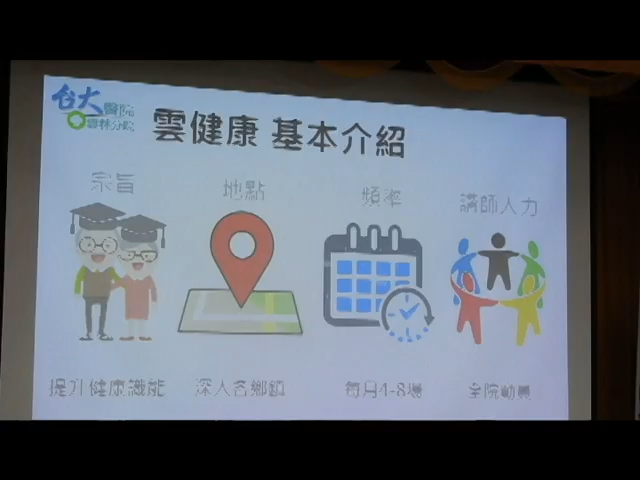 台大醫院
雲林分院
雲健康 基本介紹
宗旨
地點
頻率
講師人力
提升健康識能
深入各鄉鎮
每月4-8場
全院動員